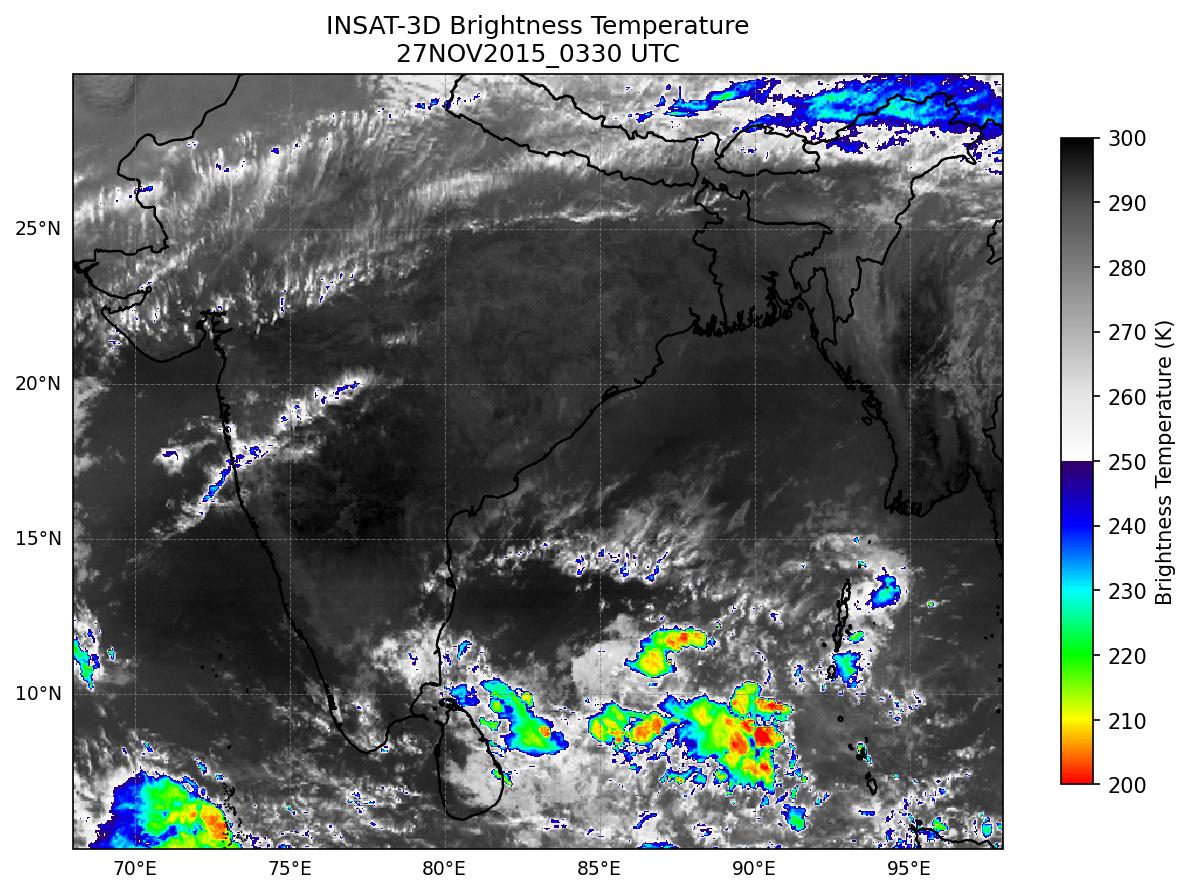 INSAT-3D Brightness Temperature
27NOV2015_0330 UTC
25°N
20°N
15°N
10°N
70°E
75°E
80°E
85°E
90°E
95°E
300
290
280
270
260
250
240
230
220
210
200
Brightness Temperature (K)